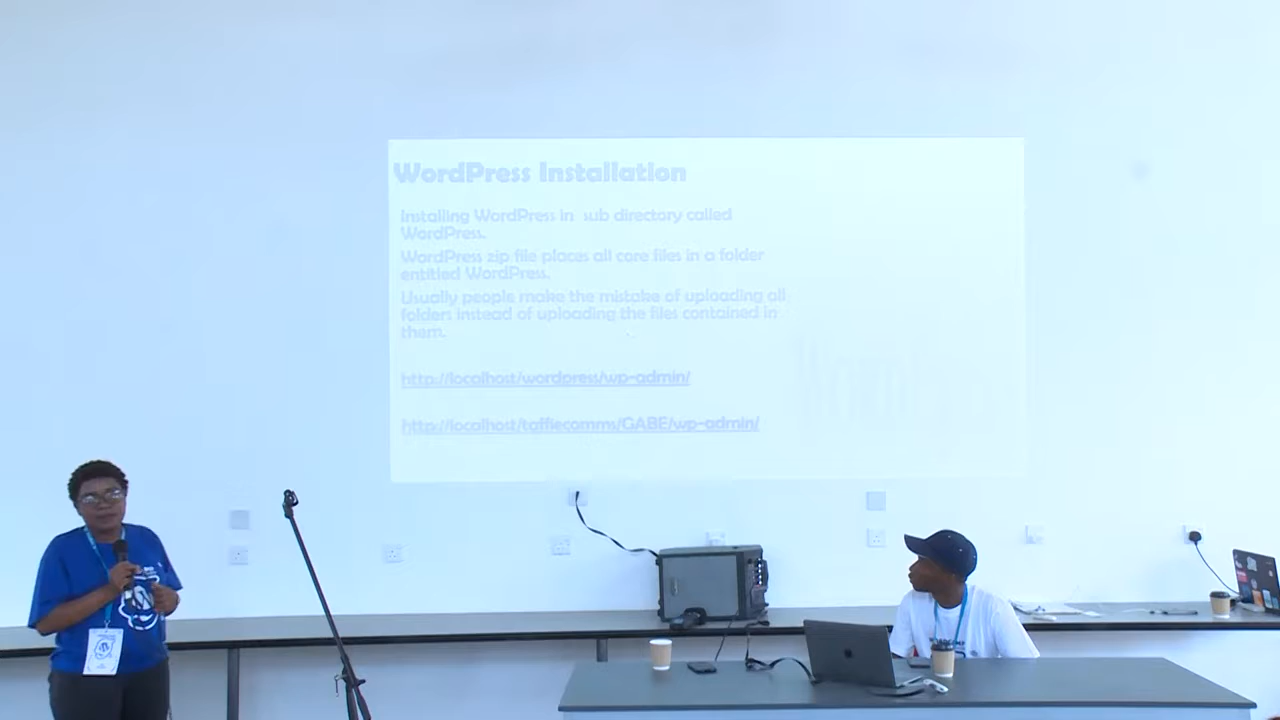 WordPress Installation
Installing WordPress in sub directory called
WordPress.
WordPress zip file places all core files in a folder
entitled WordPress.
Usually people make the mistake of uploading all
folders instead of uploading the files contained in
them.
http://localhost/wordpress/wp-admin/
http://localhost/taffiecomms/GABE/wp-admin/